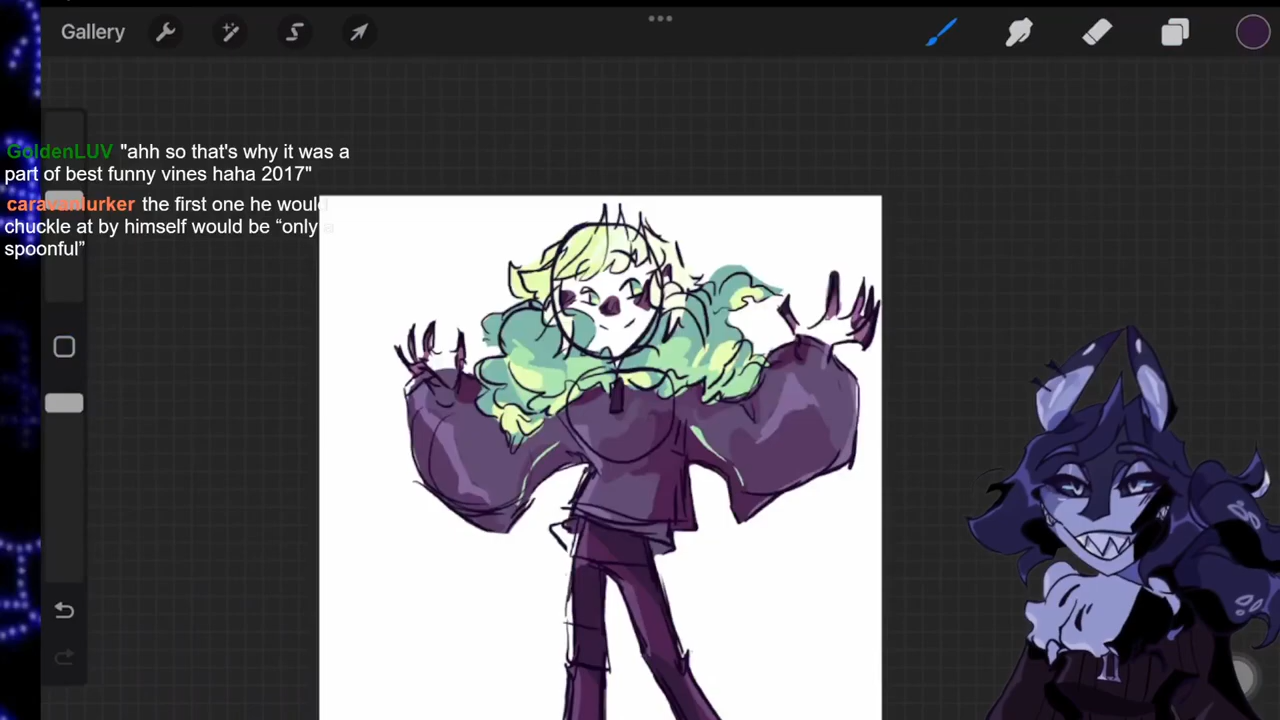 Gallery
GoldenLUV "ahh so that's why it was a
part of best funny vines haha 2017"
caravanlurker the first one he would
chuckle at by himself would be “only a
spoonful”